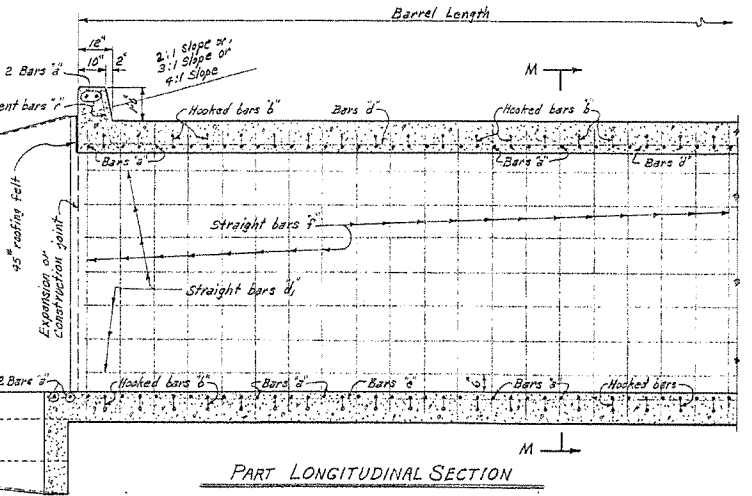 Barrel Length
12"
10" 2"
2:1 Slope or,
3:1 Slope or
4:1 Slope
2 Bars "a"
ent bars "r"
M
Hooked bars "b"
Bars "d"
Hooked bars "b"
Bars "a"
Bars "a"
Bars "d"
45# roofing felt
Expansion or
Construction joint
Straight bars "f"
Straight bars "d,"
2 Bars "a"
Hooked bars "b"
Bars "a"
Bars "e"
6"
Bars "a"
Hooked bars
M
PART LONGITUDINAL SECTION